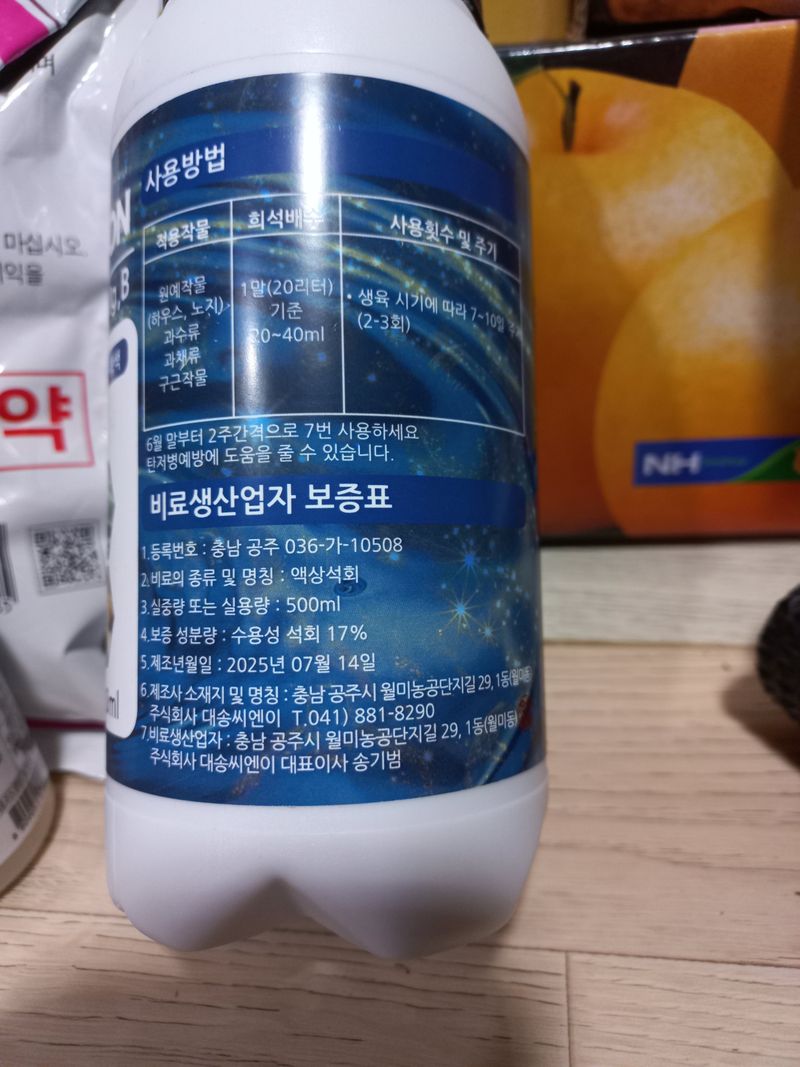 마십시오.
약
ON
g.B
사용방법
적용작물
희석배수
사용횟수 및 주기
원예작물
(하우스, 노지)
과수류
과채류
구근작물
1말(20리터)
기준
20~40ml
• 생육 시기에 따라 7~10일
(2-3회)
6월 말부터 2주간격으로 7번 사용하세요
탄저병예방에 도움을 줄 수 있습니다.
비료생산업자 보증표
1.등록번호 : 충남 공주 036-가-10508
2.비료의 종류 및 명칭 : 액상석회
3.실중량 또는 실용량 : 500ml
4.보증 성분량 : 수용성 석회 17%
5.제조년월일 : 2025년 07월 14일
6.제조사 소재지 및 명칭 : 충남 공주시 월미농공단지길 29, 1동(월미동)
주식회사 대송씨엔이 T.041) 881-8290
7.비료생산업자 : 충남 공주시 월미농공단지길 29, 1동(월미동)
주식회사 대송씨엔이 대표이사 송기범
NH